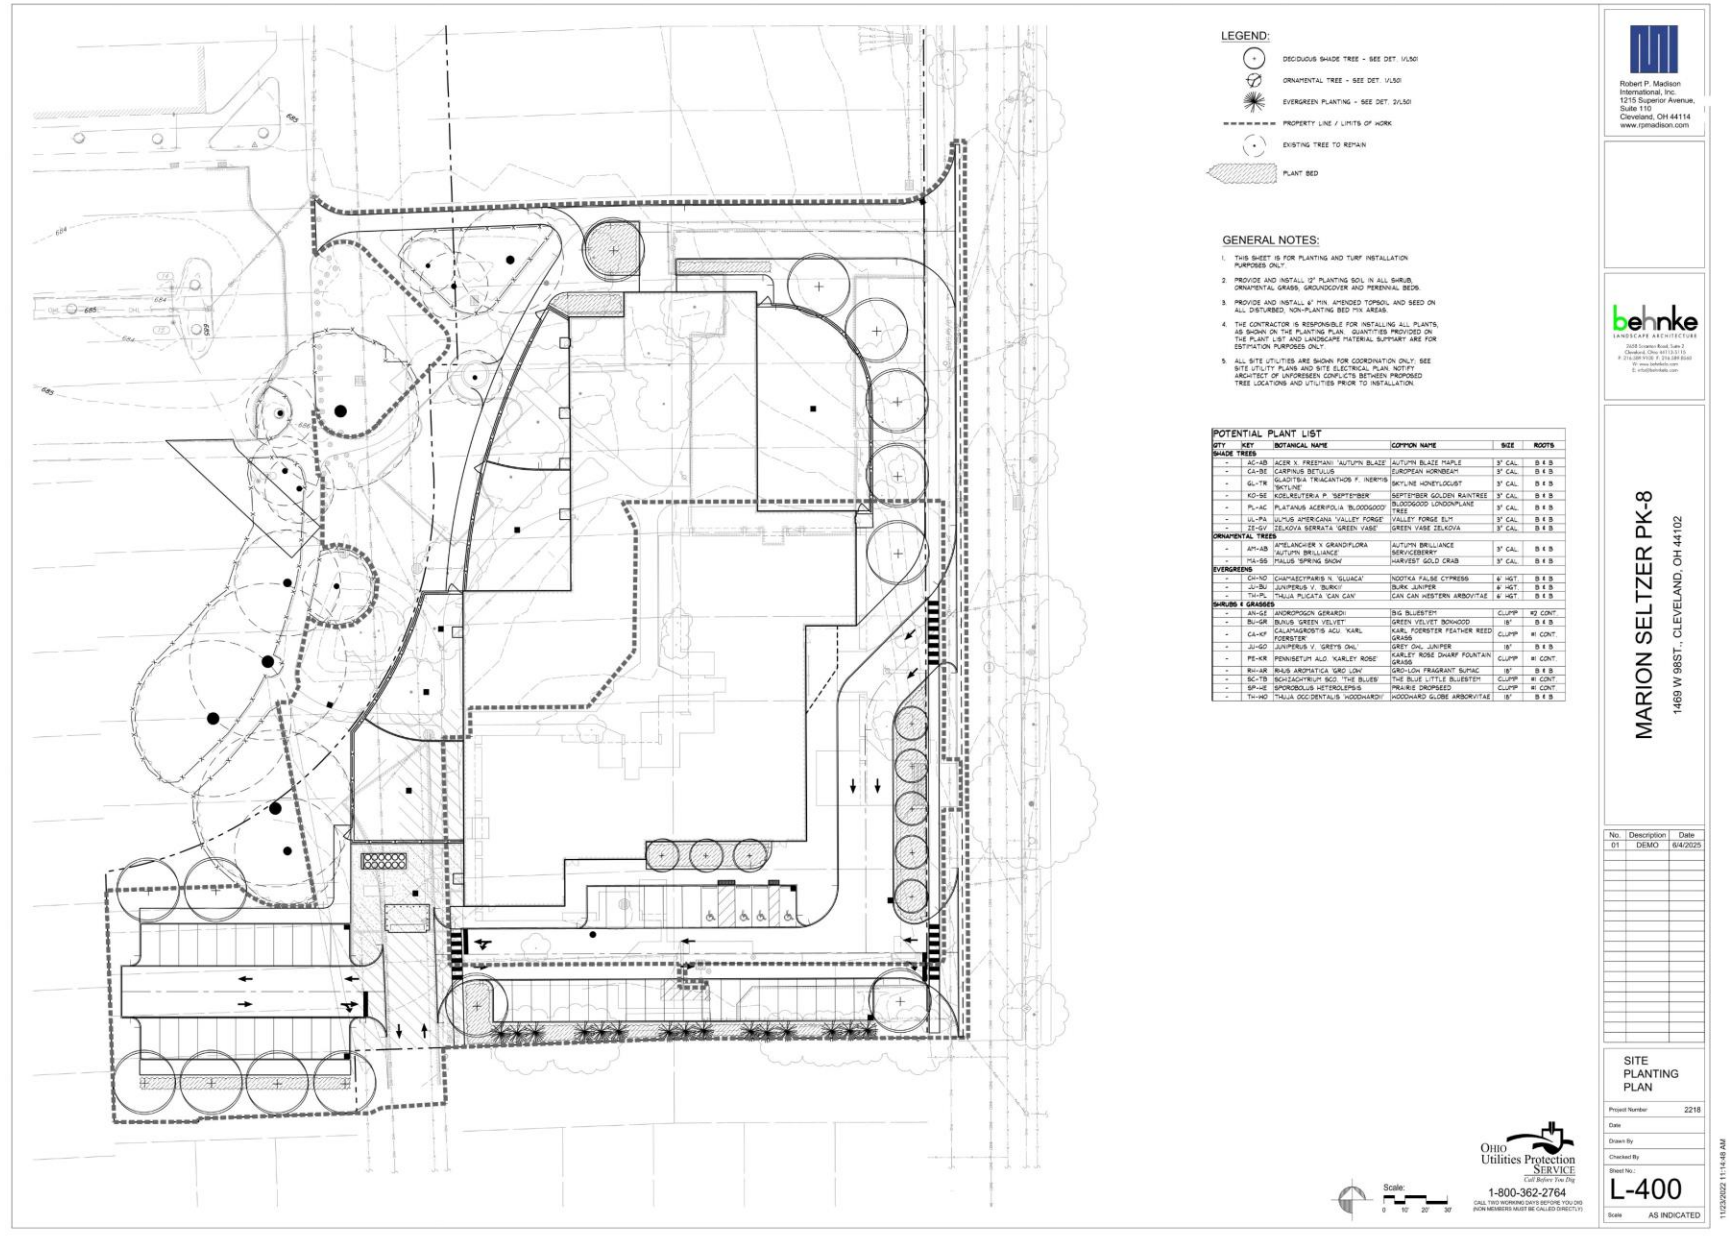 LEGEND:
DECIDUOUS SHADE TREE - SEE DET. 1/L501
ORNAMENTAL TREE - SEE DET. 1/L501
EVERGREEN PLANTING - SEE DET. 2/L501
PROPERTY LINE / LIMITS OF WORK
EXISTING TREE TO REMAIN
PLANT BED
GENERAL NOTES:
1. THIS SHEET IS FOR PLANTING AND TURF INSTALLATION
PURPOSES ONLY.
2. PROVIDE AND INSTALL 12" PLANTING SOIL IN ALL SHRUB,
ORNAMENTAL GRASS, GROUNDCOVER AND PERENNIAL BEDS.
3. PROVIDE AND INSTALL 6" MIN. AMENDED TOPSOIL AND SEED ON
ALL DISTURBED, NON-PLANTING BED MIX AREAS.
4. THE CONTRACTOR IS RESPONSIBLE FOR INSTALLING ALL PLANTS,
AS SHOWN ON THE PLANTING PLAN. QUANTITIES PROVIDED ON
THE PLANT LIST AND LANDSCAPE MATERIAL SUMMARY ARE FOR
ESTIMATION PURPOSES ONLY.
5. ALL SITE UTILITIES ARE SHOWN FOR COORDINATION ONLY; SEE
SITE UTILITY PLANS AND SITE ELECTRICAL PLAN. NOTIFY
ARCHITECT OF UNFORESEEN CONFLICTS BETWEEN PROPOSED
TREE LOCATIONS AND UTILITIES PRIOR TO INSTALLATION.
POTENTIAL PLANT LIST
QTY KEY BOTANICAL NAME COMMON NAME SIZE ROOTS
SHADE TREES
- AC-AB ACER X. FREEMANII 'AUTUMN BLAZE' AUTUMN BLAZE MAPLE 3" CAL. B & B
- CA-BE CARPINUS BETULUS EUROPEAN HORNBEAM 3" CAL. B & B
- GL-TR GLADITSIA TRIACANTHOS F. INERMIS 'SKYLINE' SKYLINE HONEYLOCUST 3" CAL. B & B
- KO-SE KOELREUTERIA P. 'SEPTEMBER' SEPTEMBER GOLDEN RAINTREE 3" CAL. B & B
- PL-AC PLATANUS ACERIFOLIA 'BLOODGOOD' BLOODGOOD LONDONPLANE TREE 3" CAL. B & B
- UL-PA ULMUS AMERICANA 'VALLEY FORGE' VALLEY FORGE ELM 3" CAL. B & B
- ZE-GV ZELKOVA SERRATA 'GREEN VASE' GREEN VASE ZELKOVA 3" CAL. B & B
ORNAMENTAL TREES
- AM-AB AMELANCHIER X GRANDIFLORA 'AUTUMN BRILLIANCE' AUTUMN BRILLIANCE SERVICEBERRY 3" CAL. B & B
- MA-SS MALUS 'SPRING SNOW' HARVEST GOLD CRAB 3" CAL. B & B
EVERGREENS
- CH-NO CHAMAECYPARIS N. 'GLUACA' NOOTKA FALSE CYPRESS 6' HGT. B & B
- JU-BU JUNIPERUS V. 'BURKII' BURK JUNIPER 6' HGT. B & B
- TH-PL THUJA PLICATA 'CAN CAN' CAN CAN WESTERN ARBOVITAE 6' HGT. B & B
SHRUBS & GRASSES
- AN-GE ANDROPOGON GERARDII BIG BLUESTEM CLUMP #2 CONT.
- BU-GR BUXUS 'GREEN VELVET' GREEN VELVET BOXWOOD 18" B & B
- CA-KF CALAMAGROSTIS ACU. 'KARL FOERSTER' KARL FOERSTER FEATHER REED GRASS CLUMP #1 CONT.
- JU-GO JUNIPERUS V. 'GREYS OWL' GREY OWL JUNIPER 18" B & B
- PE-KR PENNISETUM ALO. 'KARLEY ROSE' KARLEY ROSE DWARF FOUNTAIN GRASS CLUMP #1 CONT.
- RH-AR RHUS AROMATICA 'GRO LOW' GRO-LOW FRAGRANT SUMAC 18" B & B
- SC-TB SCHIZACHYRIUM SCO. 'THE BLUES' THE BLUE LITTLE BLUESTEM CLUMP #1 CONT.
- SP-HE SPOROBOLUS HETEROLEPSIS PRAIRIE DROPSEED CLUMP #1 CONT.
- TH-WO THUJA OCCIDENTALIS 'WOODWARDII' WOODWARD GLOBE ARBORVITAE 18" B & B
685
684
685
684
685
685
686
OHIO
Utilities Protection
SERVICE
Call Before You Dig
1-800-362-2764
CALL TWO WORKING DAYS BEFORE YOU DIG
(NON MEMBERS MUST BE CALLED DIRECTLY)
Scale:
0 10' 20' 30'
Robert P. Madison
International, Inc.
1215 Superior Avenue,
Suite 110
Cleveland, OH 44114
www.rpmadison.com
behnke
LANDSCAPE ARCHITECTURE
MARION SELTZER PK-8
1469 W 98ST., CLEVELAND, OH 44102
No. Description Date
01 DEMO 6/4/2025
SITE
PLANTING
PLAN
Project Number 2218
Date
Drawn By
Checked By
Sheet No.:
L-400
Scale AS INDICATED
11/23/2022 11:14:48 AM